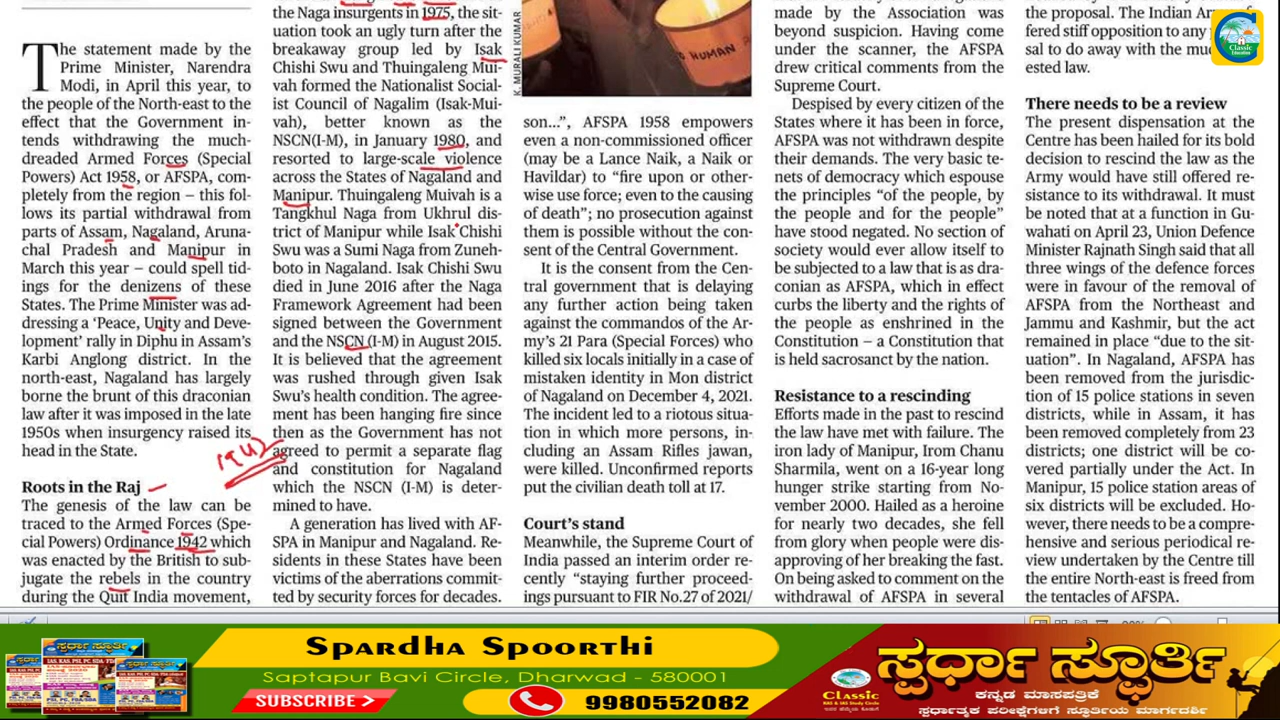 The statement made by the
Prime Minister, Narendra
Modi, in April this year, to
the people of the North-east to the
effect that the Government in-
tends withdrawing the much-
dreaded Armed Forces (Special
Powers) Act 1958, or AFSPA, com-
pletely from the region – this fol-
lows its partial withdrawal from
parts of Assam, Nagaland, Aruna-
chal Pradesh and Manipur in
March this year – could spell tid-
ings for the denizens of these
States. The Prime Minister was ad-
dressing a ‘Peace, Unity and Deve-
lopment’ rally in Diphu in Assam’s
Karbi Anglong district. In the
north-east, Nagaland has largely
borne the brunt of this draconian
law after it was imposed in the late
1950s when insurgency raised its
head in the State.
Roots in the Raj
The genesis of the law can be
traced to the Armed Forces (Spe-
cial Powers) Ordinance 1942 which
was enacted by the British to sub-
jugate the rebels in the country
during the Quit India movement,
1942
the Naga insurgents in 1975, the sit-
uation took an ugly turn after the
breakaway group led by Isak
Chishi Swu and Thuingaleng Mui-
vah formed the Nationalist Social-
ist Council of Nagalim (Isak-Mui-
vah), better known as the
NSCN(I-M), in January 1980, and
resorted to large-scale violence
across the States of Nagaland and
Manipur. Thuingaleng Muivah is a
Tangkhul Naga from Ukhrul dis-
trict of Manipur while Isak Chishi
Swu was a Sumi Naga from Zuneh-
boto in Nagaland. Isak Chishi Swu
died in June 2016 after the Naga
Framework Agreement had been
signed between the Government
and the NSCN (I-M) in August 2015.
It is believed that the agreement
was rushed through given Isak
Swu’s health condition. The agree-
ment has been hanging fire since
then as the Government has not
agreed to permit a separate flag
and constitution for Nagaland
which the NSCN (I-M) is deter-
mined to have.
A generation has lived with AF-
SPA in Manipur and Nagaland. Re-
sidents in these States have been
victims of the aberrations commit-
ted by security forces for decades.
K. MURALI KUMAR
HUMAN
son...”, AFSPA 1958 empowers
even a non-commissioned officer
(may be a Lance Naik, a Naik or
Havildar) to “fire upon or other-
wise use force; even to the causing
of death”; no prosecution against
them is possible without the con-
sent of the Central Government.
It is the consent from the Cen-
tral government that is delaying
any further action being taken
against the commandos of the Ar-
my’s 21 Para (Special Forces) who
killed six locals initially in a case of
mistaken identity in Mon district
of Nagaland on December 4, 2021.
The incident led to a riotous situa-
tion in which more persons, in-
cluding an Assam Rifles jawan,
were killed. Unconfirmed reports
put the civilian death toll at 17.
Court’s stand
Meanwhile, the Supreme Court of
India passed an interim order re-
cently “staying further proceed-
ings pursuant to FIR No.27 of 2021/
made by the Association was
beyond suspicion. Having come
under the scanner, the AFSPA
drew critical comments from the
Supreme Court.
Despised by every citizen of the
States where it has been in force,
AFSPA was not withdrawn despite
their demands. The very basic te-
nets of democracy which espouse
the principles “of the people, by
the people and for the people”
have stood negated. No section of
society would ever allow itself to
be subjected to a law that is as dra-
conian as AFSPA, which in effect
curbs the liberty and the rights of
the people as enshrined in the
Constitution – a Constitution that
is held sacrosanct by the nation.
Resistance to a rescinding
Efforts made in the past to rescind
the law have met with failure. The
iron lady of Manipur, Irom Chanu
Sharmila, went on a 16-year long
hunger strike starting from No-
vember 2000. Hailed as a heroine
for nearly two decades, she fell
from glory when people were dis-
approving of her breaking the fast.
On being asked to comment on the
withdrawal of AFSPA in several
the proposal. The Indian Army
fered stiff opposition to any
sal to do away with the
ested law.
There needs to be a review
The present dispensation at the
Centre has been hailed for its bold
decision to rescind the law as the
Army would have still offered re-
sistance to its withdrawal. It must
be noted that at a function in Gu-
wahati on April 23, Union Defence
Minister Rajnath Singh said that all
three wings of the defence forces
were in favour of the removal of
AFSPA from the Northeast and
Jammu and Kashmir, but the act
remained in place “due to the sit-
uation”. In Nagaland, AFSPA has
been removed from the jurisdic-
tion of 15 police stations in seven
districts, while in Assam, it has
been removed completely from 23
districts; one district will be co-
vered partially under the Act. In
Manipur, 15 police station areas of
six districts will be excluded. Ho-
wever, there needs to be a compre-
hensive and serious periodical re-
view undertaken by the Centre till
the entire North-east is freed from
the tentacles of AFSPA.
Classic
Education
ಸ್ಪರ್ಧಾ ಸ್ಫೂರ್ತಿ
Spardha Spoorthi
Saptapur Bavi Circle, Dharwad - 580001
SUBSCRIBE
9980552082
Classic
KAS & IAS Study Circle
ಸ್ಪರ್ಧಾ ಸ್ಫೂರ್ತಿ
ಕನ್ನಡ ಮಾಸಪತ್ರಿಕೆ
ಸ್ಪರ್ಧಾತ್ಮಕ ಪರೀಕ್ಷೆಗಳಿಗೆ ಸ್ಫೂರ್ತಿಯ ಮಾರ್ಗದರ್ಶಿ